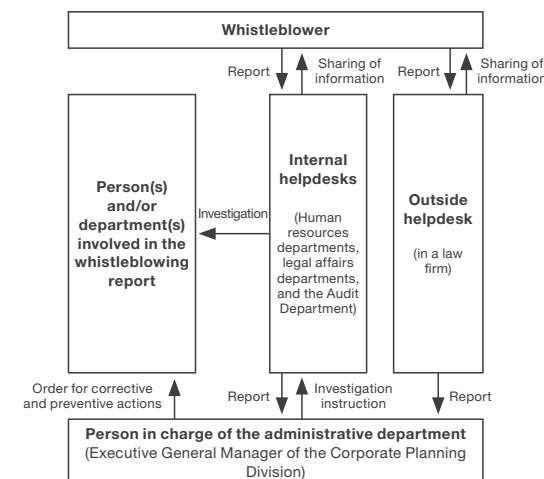 Whistleblower
Report
Sharing of
information
Report
Sharing of
information
Person(s)
and/or
department(s)
involved in the
whistleblowing
report
Investigation
Internal
helpdesks
(Human
resources
departments,
legal affairs
departments,
and the Audit
Department)
Outside
helpdesk
(in a law
firm)
Order for corrective
and preventive actions
Report
Investigation
instruction
Report
Person in charge of the administrative department
(Executive General Manager of the Corporate Planning
Division)